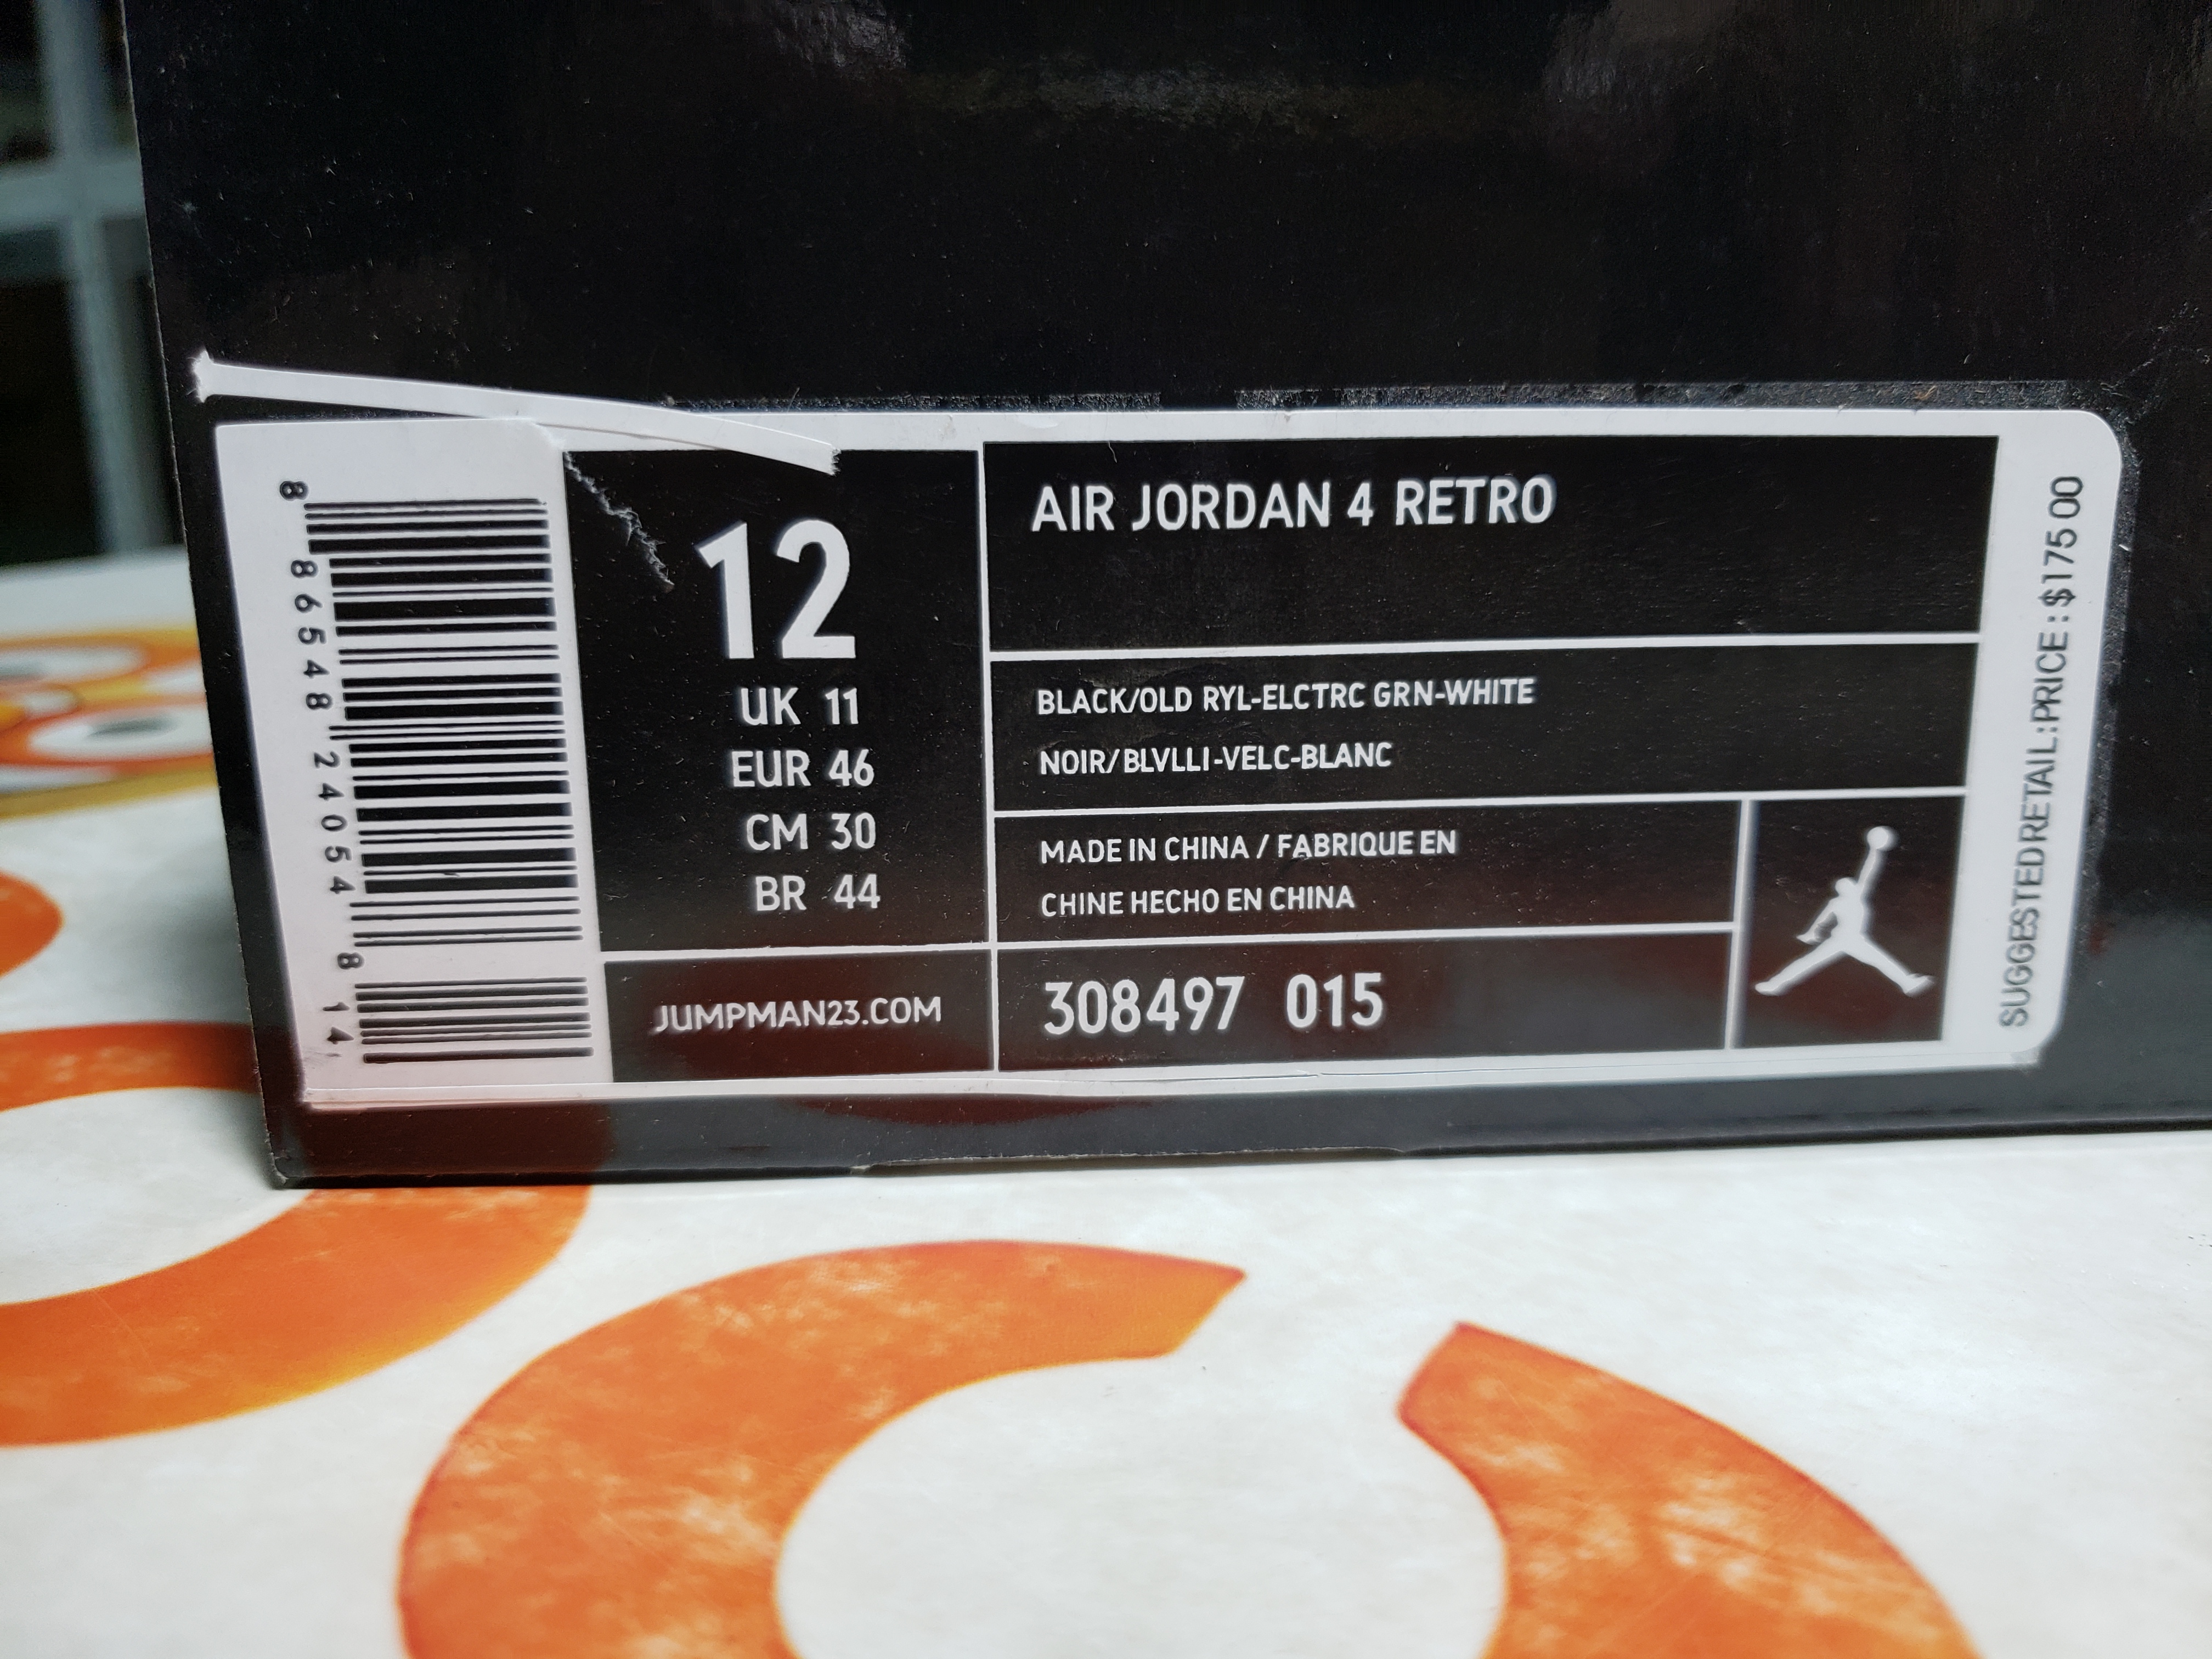 8 86548 24054 8 14
12
UK 11
EUR 46
CM 30
BR 44
JUMPMAN23.COM
AIR JORDAN 4 RETRO
BLACK/OLD RYL-ELCTRC GRN-WHITE
NOIR/BLVLLI-VELC-BLANC
MADE IN CHINA / FABRIQUE EN
CHINE HECHO EN CHINA
308497 015
SUGGESTED RETAIL:PRICE : $175 00